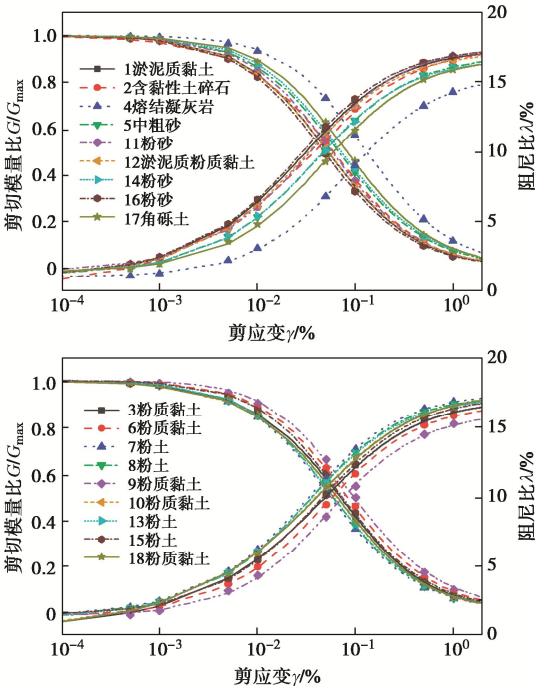 1.0
0.8
0.6
0.4
0.2
0
剪切模量比G/Gmax
20
15
10
5
0
阻尼比λ/%
1淤泥质黏土
2含黏性土碎石
4熔结凝灰岩
5中粗砂
11粉砂
12淤泥质粉质黏土
14粉砂
16粉砂
17角砾土
10⁻⁴ 10⁻³ 10⁻² 10⁻¹ 10⁰
剪应变γ/%
1.0
0.8
0.6
0.4
0.2
0
剪切模量比G/Gmax
20
15
10
5
0
阻尼比λ/%
3粉质黏土
6粉质黏土
7粉土
8粉土
9粉质黏土
10粉质黏土
13粉土
15粉土
18粉质黏土
10⁻⁴ 10⁻³ 10⁻² 10⁻¹ 10⁰
剪应变γ/%